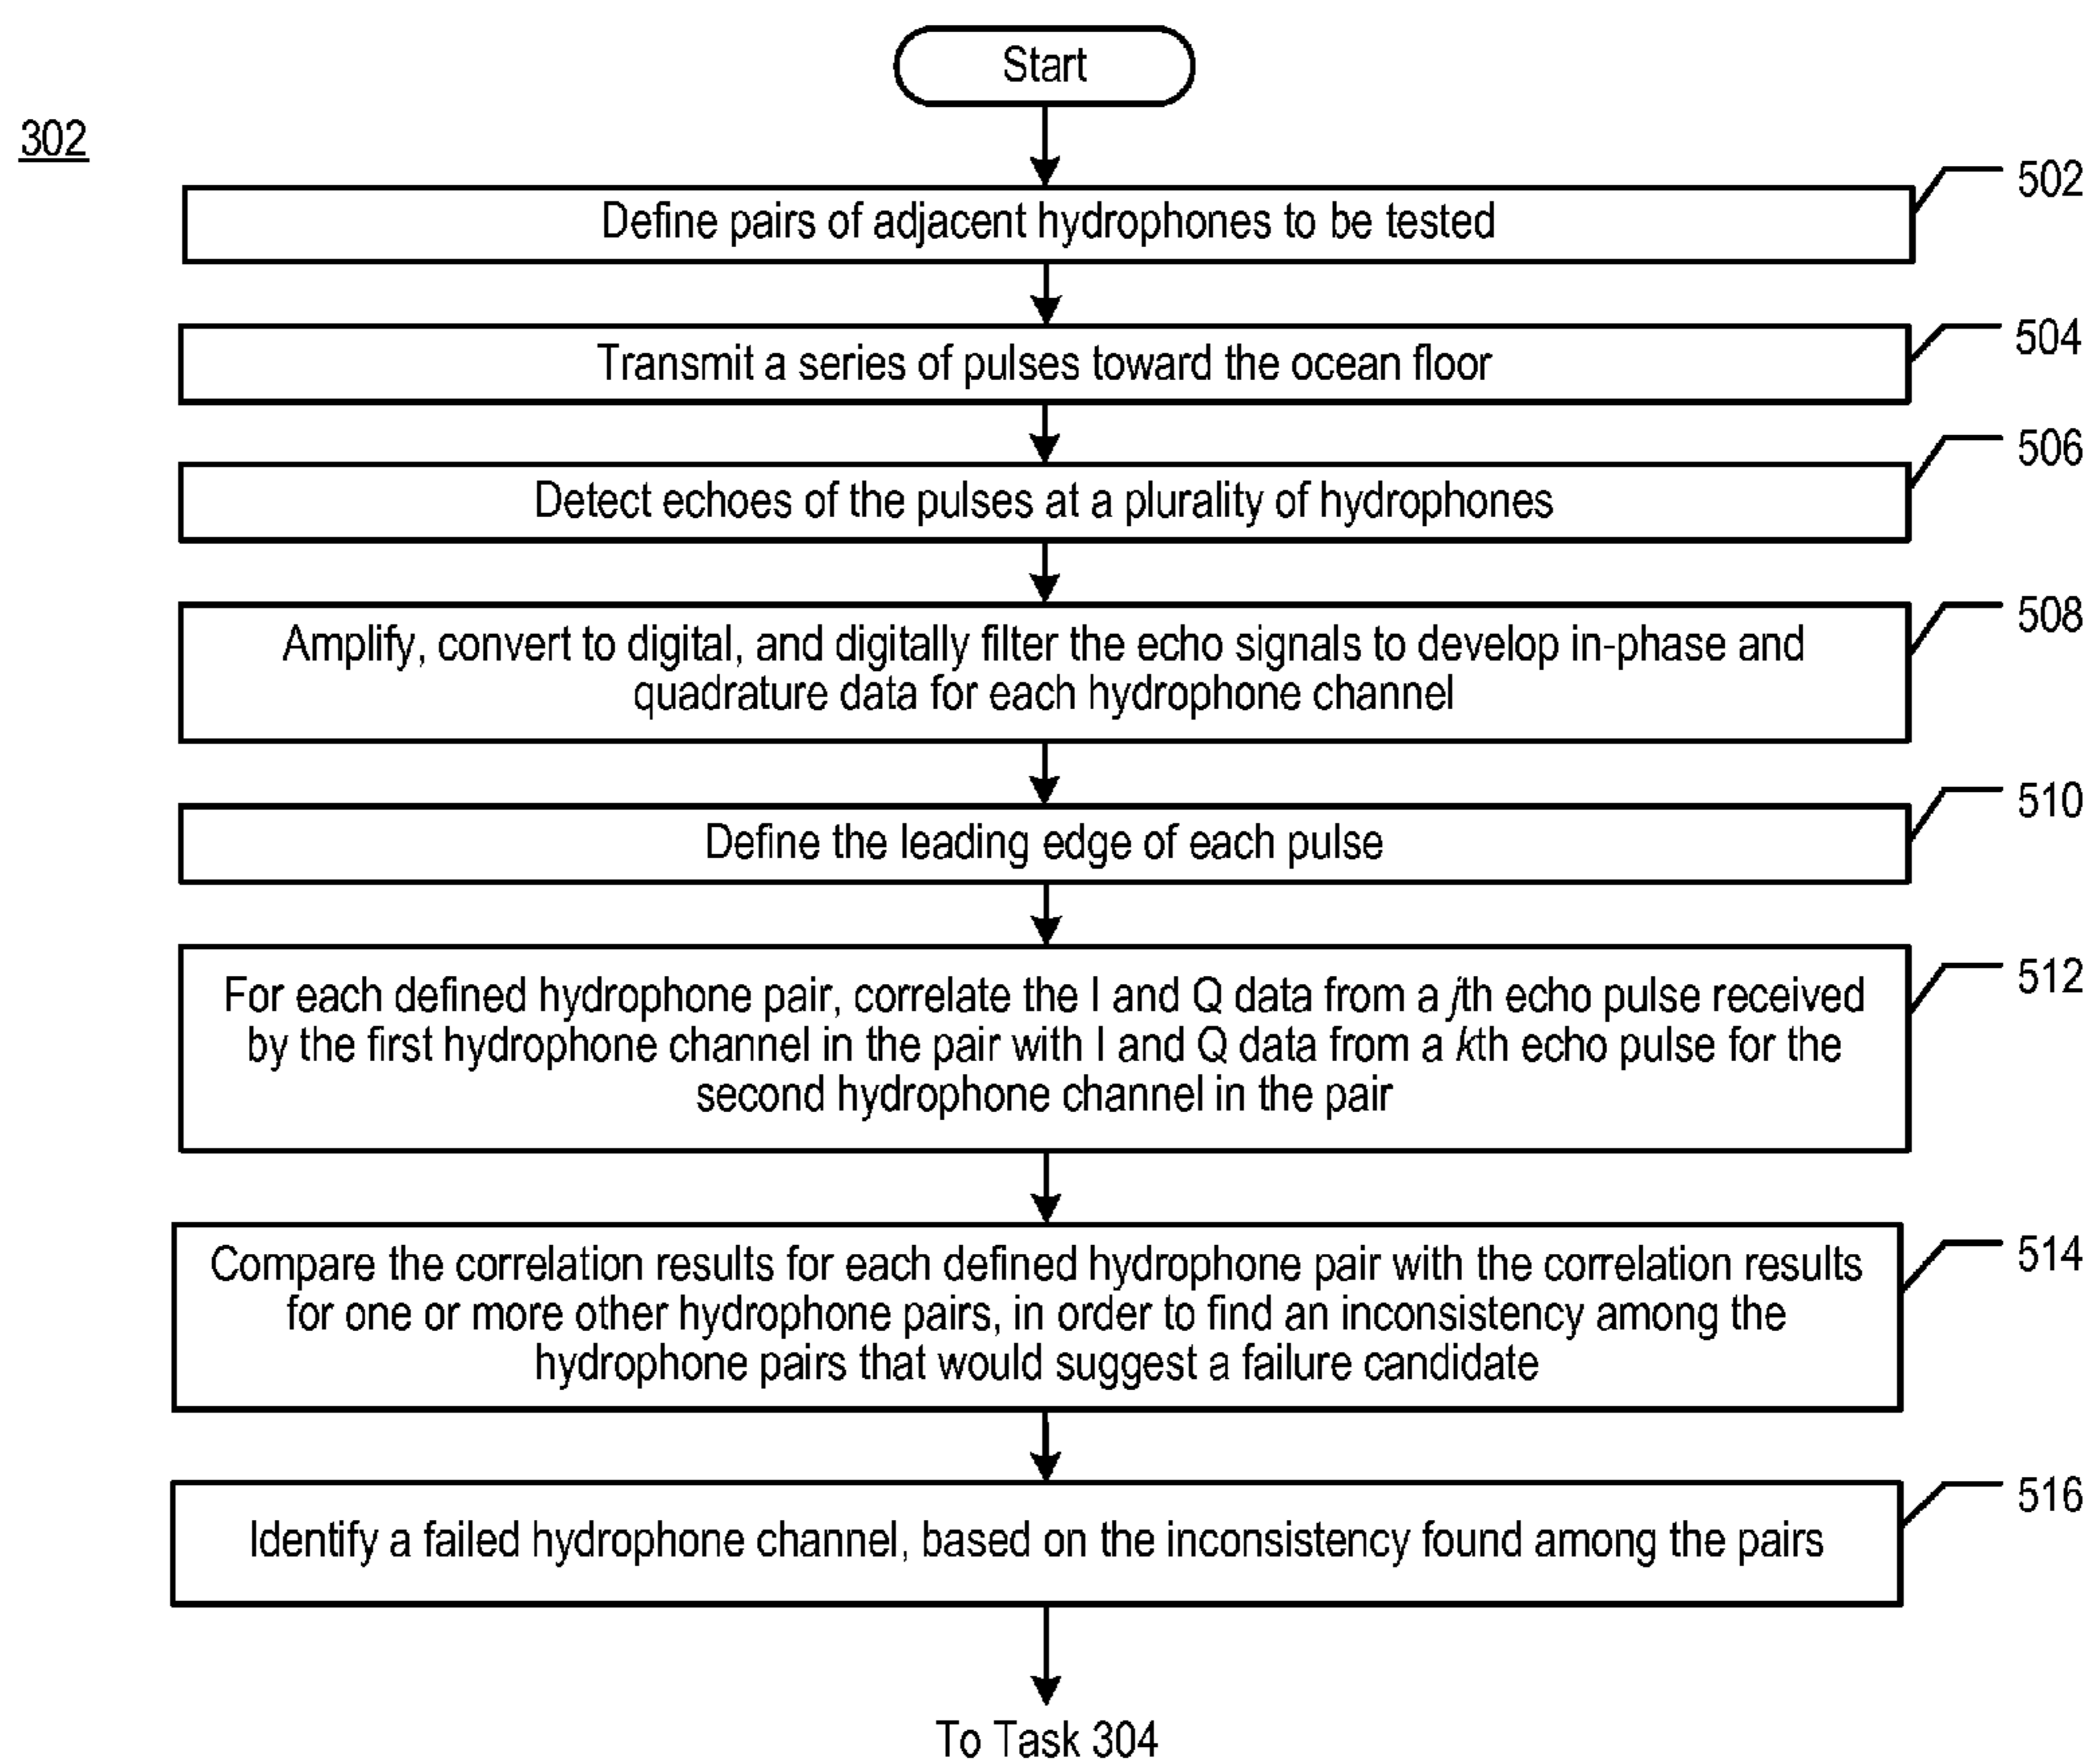 Start
302
502
Define pairs of adjacent hydrophones to be tested
504
Transmit a series of pulses toward the ocean floor
506
Detect echoes of the pulses at a plurality of hydrophones
508
Amplify, convert to digital, and digitally filter the echo signals to develop in-phase and
quadrature data for each hydrophone channel
510
Define the leading edge of each pulse
512
For each defined hydrophone pair, correlate the I and Q data from a jth echo pulse received
by the first hydrophone channel in the pair with I and Q data from a kth echo pulse for the
second hydrophone channel in the pair
514
Compare the correlation results for each defined hydrophone pair with the correlation results
for one or more other hydrophone pairs, in order to find an inconsistency among the
hydrophone pairs that would suggest a failure candidate
516
Identify a failed hydrophone channel, based on the inconsistency found among the pairs
To Task 304